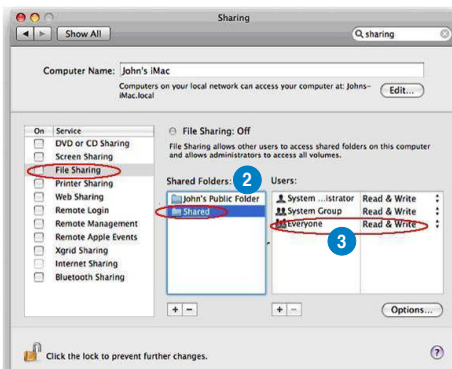 Sharing
Show All
sharing
Computer Name: John's iMac
Computers on your local network can access your computer at: Johns-
iMac.local
Edit...
On Service
DVD or CD Sharing
Screen Sharing
File Sharing
Printer Sharing
Web Sharing
Remote Login
Remote Management
Remote Apple Events
Xgrid Sharing
Internet Sharing
Bluetooth Sharing
File Sharing: Off
File Sharing allows other users to access shared folders on this computer
and allows administrators to access all volumes.
Shared Folders: 2 Users:
John's Public Folder
Shared
System ...istrator Read & Write
System Group Read & Write
Everyone Read & Write
3
+ − + −
Options...
Click the lock to prevent further changes.
?